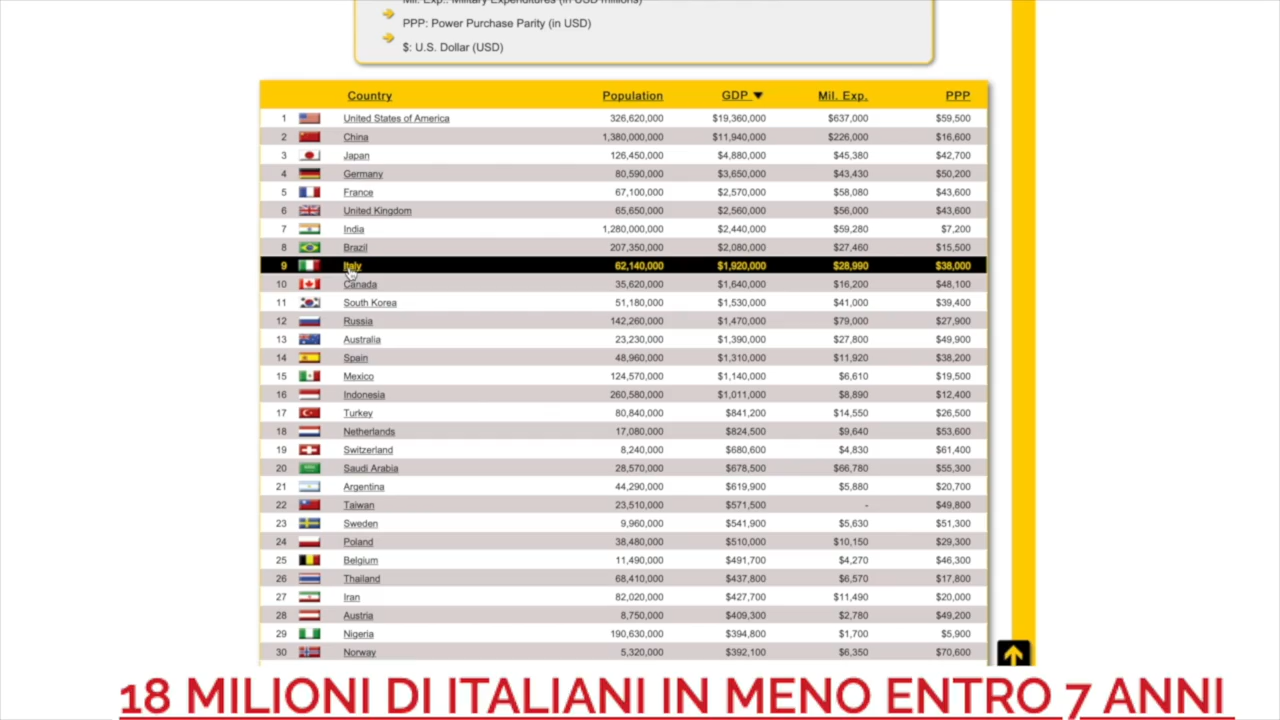 Mil. Exp.: Military Expenditures (in USD millions)
PPP: Power Purchase Parity (in USD)
$: U.S. Dollar (USD)
Country Population GDP ▼ Mil. Exp. PPP
1 United States of America 326,620,000 $19,360,000 $637,000 $59,500
2 China 1,380,000,000 $11,940,000 $226,000 $16,600
3 Japan 126,450,000 $4,880,000 $45,380 $42,700
4 Germany 80,590,000 $3,650,000 $43,430 $50,200
5 France 67,100,000 $2,570,000 $58,080 $43,600
6 United Kingdom 65,650,000 $2,560,000 $56,000 $43,600
7 India 1,280,000,000 $2,440,000 $59,280 $7,200
8 Brazil 207,350,000 $2,080,000 $27,460 $15,500
9 Italy 62,140,000 $1,920,000 $28,990 $38,000
10 Canada 35,620,000 $1,640,000 $16,200 $48,100
11 South Korea 51,180,000 $1,530,000 $41,000 $39,400
12 Russia 142,260,000 $1,470,000 $79,000 $27,900
13 Australia 23,230,000 $1,390,000 $27,800 $49,900
14 Spain 48,960,000 $1,310,000 $11,920 $38,200
15 Mexico 124,570,000 $1,140,000 $6,610 $19,500
16 Indonesia 260,580,000 $1,011,000 $8,890 $12,400
17 Turkey 80,840,000 $841,200 $14,550 $26,500
18 Netherlands 17,080,000 $824,500 $9,640 $53,600
19 Switzerland 8,240,000 $680,600 $4,830 $61,400
20 Saudi Arabia 28,570,000 $678,500 $66,780 $55,300
21 Argentina 44,290,000 $619,900 $5,880 $20,700
22 Taiwan 23,510,000 $571,500 - $49,800
23 Sweden 9,960,000 $541,900 $5,630 $51,300
24 Poland 38,480,000 $510,000 $10,150 $29,300
25 Belgium 11,490,000 $491,700 $4,270 $46,300
26 Thailand 68,410,000 $437,800 $6,570 $17,800
27 Iran 82,020,000 $427,700 $11,490 $20,000
28 Austria 8,750,000 $409,300 $2,780 $49,200
29 Nigeria 190,630,000 $394,800 $1,700 $5,900
30 Norway 5,320,000 $392,100 $6,350 $70,600
18 MILIONI DI ITALIANI IN MENO ENTRO 7 ANNI